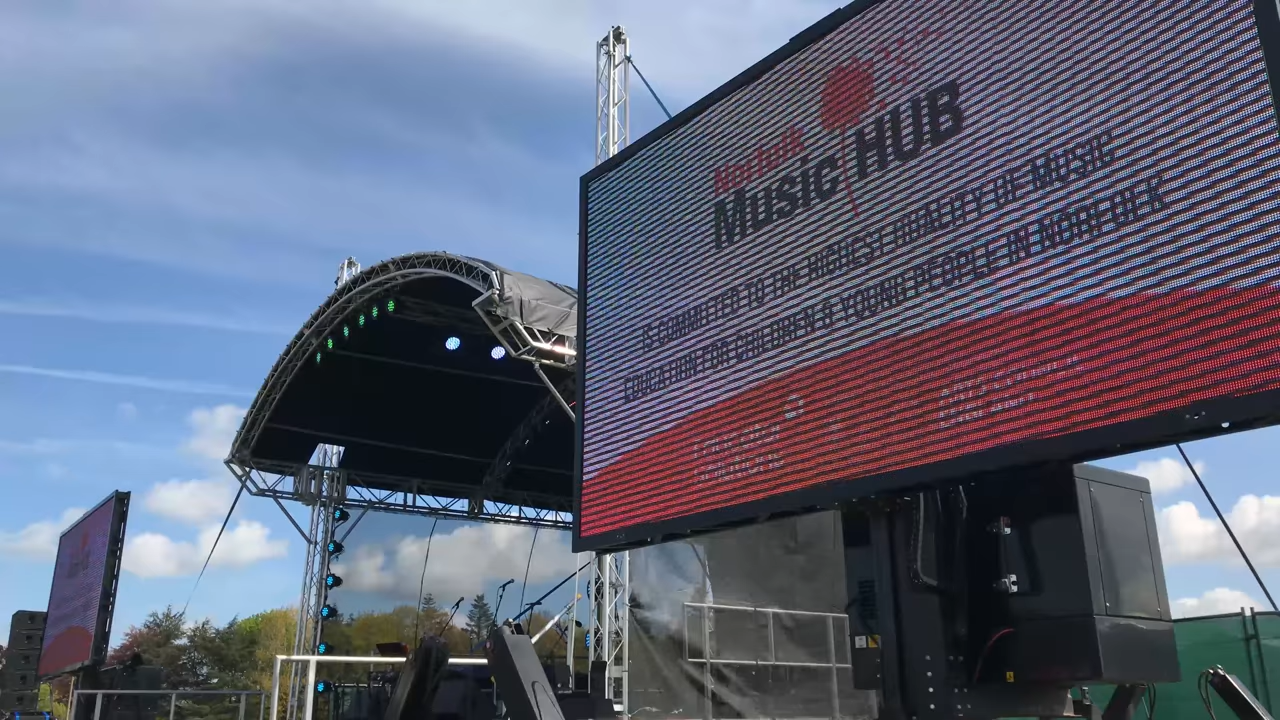 Norfolk
Music HUB
IS COMMITTED TO THE HIGHEST QUALITY OF MUSIC
EDUCATION FOR CHILDREN & YOUNG PEOPLE IN NORFOLK